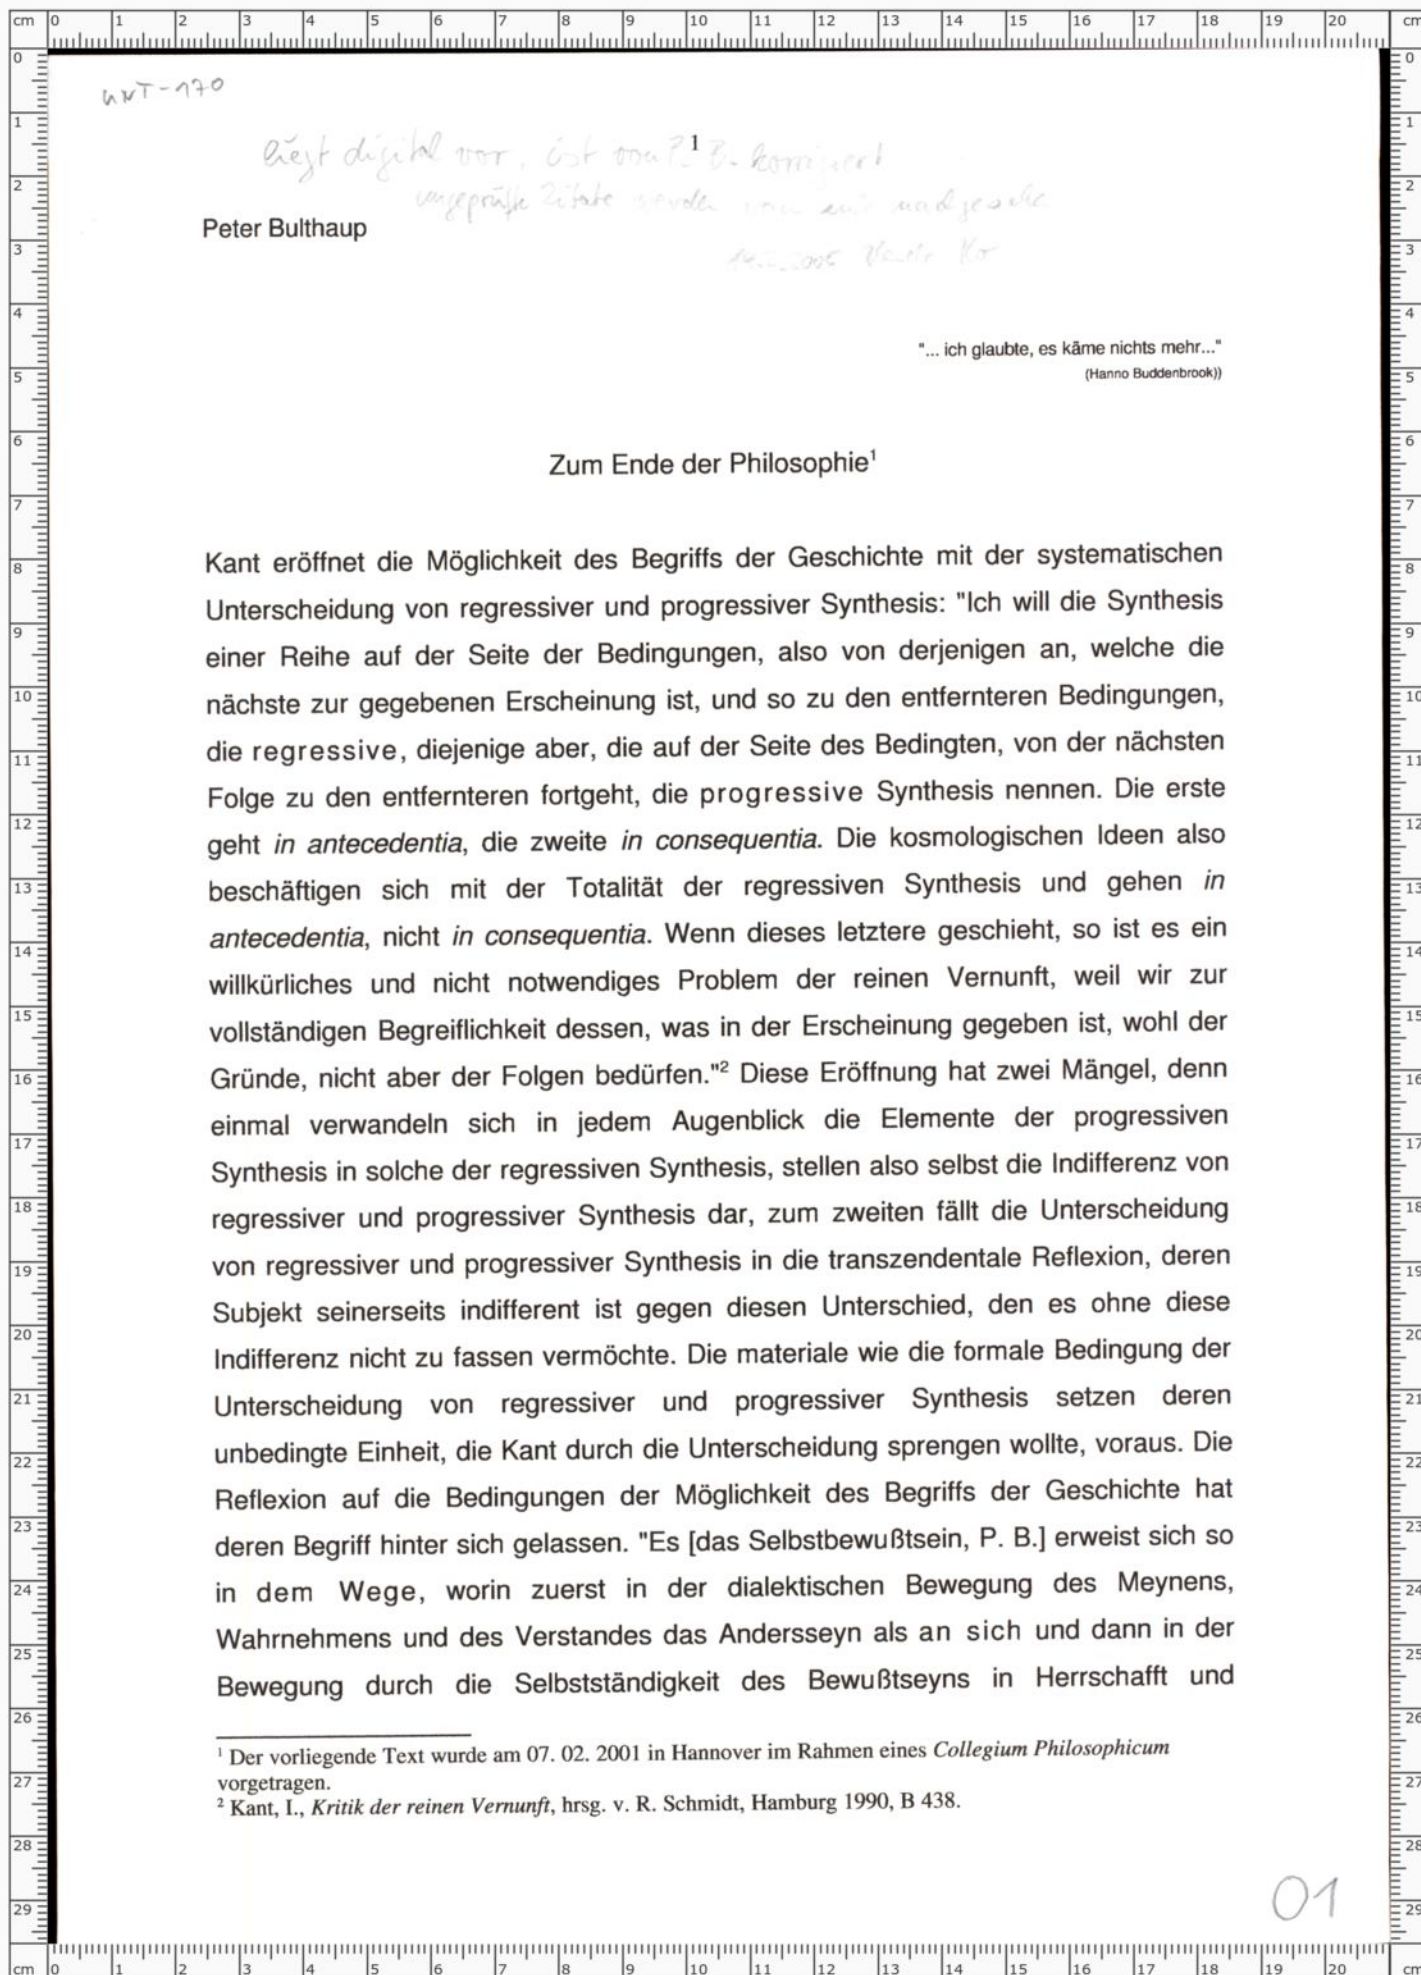 1
liegt digital vor, ist von P. B. korrigiert
ungeprüfte Zitate werden von mir
Peter Bulthaup
"... ich glaubte, es käme nichts mehr..."
(Hanno Buddenbrook))
Zum Ende der Philosophie¹
Kant eröffnet die Möglichkeit des Begriffs der Geschichte mit der systematischen
Unterscheidung von regressiver und progressiver Synthesis: "Ich will die Synthesis
einer Reihe auf der Seite der Bedingungen, also von derjenigen an, welche die
nächste zur gegebenen Erscheinung ist, und so zu den entfernteren Bedingungen,
die regressive, diejenige aber, die auf der Seite des Bedingten, von der nächsten
Folge zu den entfernteren fortgeht, die progressive Synthesis nennen. Die erste
geht in antecedentia, die zweite in consequentia. Die kosmologischen Ideen also
beschäftigen sich mit der Totalität der regressiven Synthesis und gehen in
antecedentia, nicht in consequentia. Wenn dieses letztere geschieht, so ist es ein
willkürliches und nicht notwendiges Problem der reinen Vernunft, weil wir zur
vollständigen Begreiflichkeit dessen, was in der Erscheinung gegeben ist, wohl der
Gründe, nicht aber der Folgen bedürfen."² Diese Eröffnung hat zwei Mängel, denn
einmal verwandeln sich in jedem Augenblick die Elemente der progressiven
Synthesis in solche der regressiven Synthesis, stellen also selbst die Indifferenz von
regressiver und progressiver Synthesis dar, zum zweiten fällt die Unterscheidung
von regressiver und progressiver Synthesis in die transzendentale Reflexion, deren
Subjekt seinerseits indifferent ist gegen diesen Unterschied, den es ohne diese
Indifferenz nicht zu fassen vermöchte. Die materiale wie die formale Bedingung der
Unterscheidung von regressiver und progressiver Synthesis setzen deren
unbedingte Einheit, die Kant durch die Unterscheidung sprengen wollte, voraus. Die
Reflexion auf die Bedingungen der Möglichkeit des Begriffs der Geschichte hat
deren Begriff hinter sich gelassen. "Es [das Selbstbewußtsein, P. B.] erweist sich so
in dem Wege, worin zuerst in der dialektischen Bewegung des Meynens,
Wahrnehmens und des Verstandes das Andersseyn als an sich und dann in der
Bewegung durch die Selbstständigkeit des Bewußtseyns in Herrschafft und
¹ Der vorliegende Text wurde am 07. 02. 2001 in Hannover im Rahmen eines Collegium Philosophicum
vorgetragen.
² Kant, I., Kritik der reinen Vernunft, hrsg. v. R. Schmidt, Hamburg 1990, B 438.
01